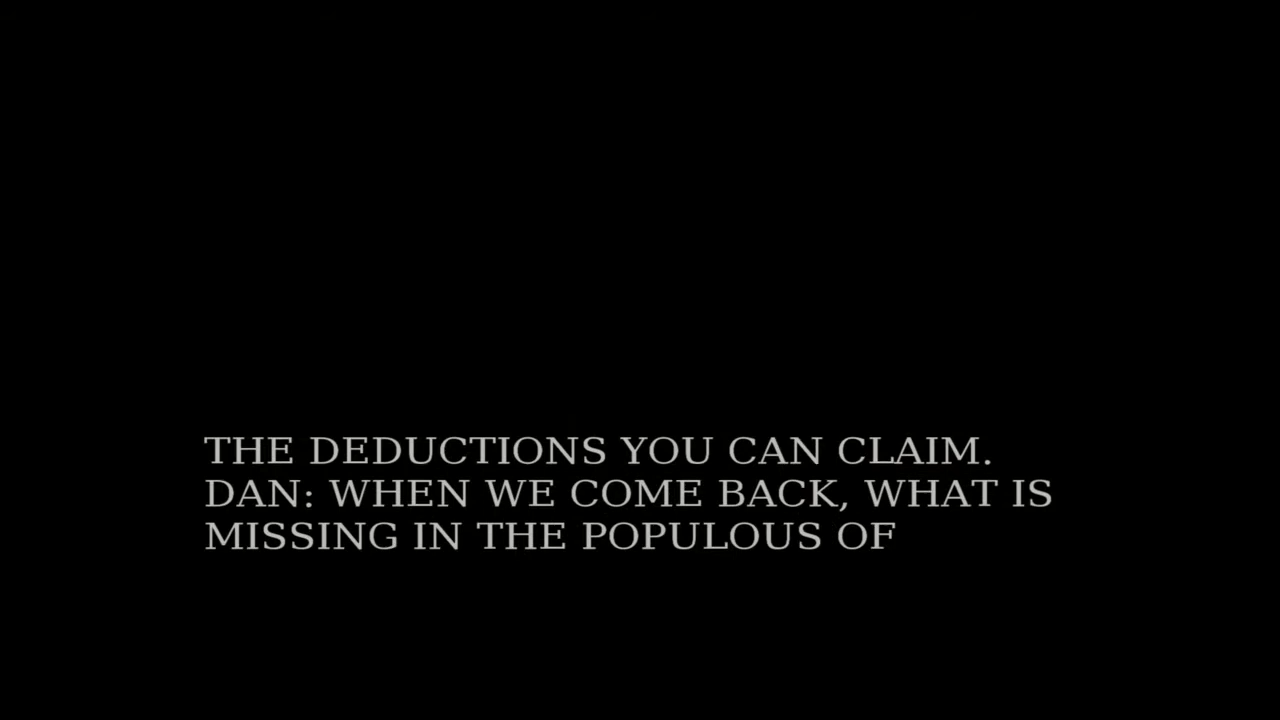 THE DEDUCTIONS YOU CAN CLAIM.
DAN: WHEN WE COME BACK, WHAT IS
MISSING IN THE POPULOUS OF